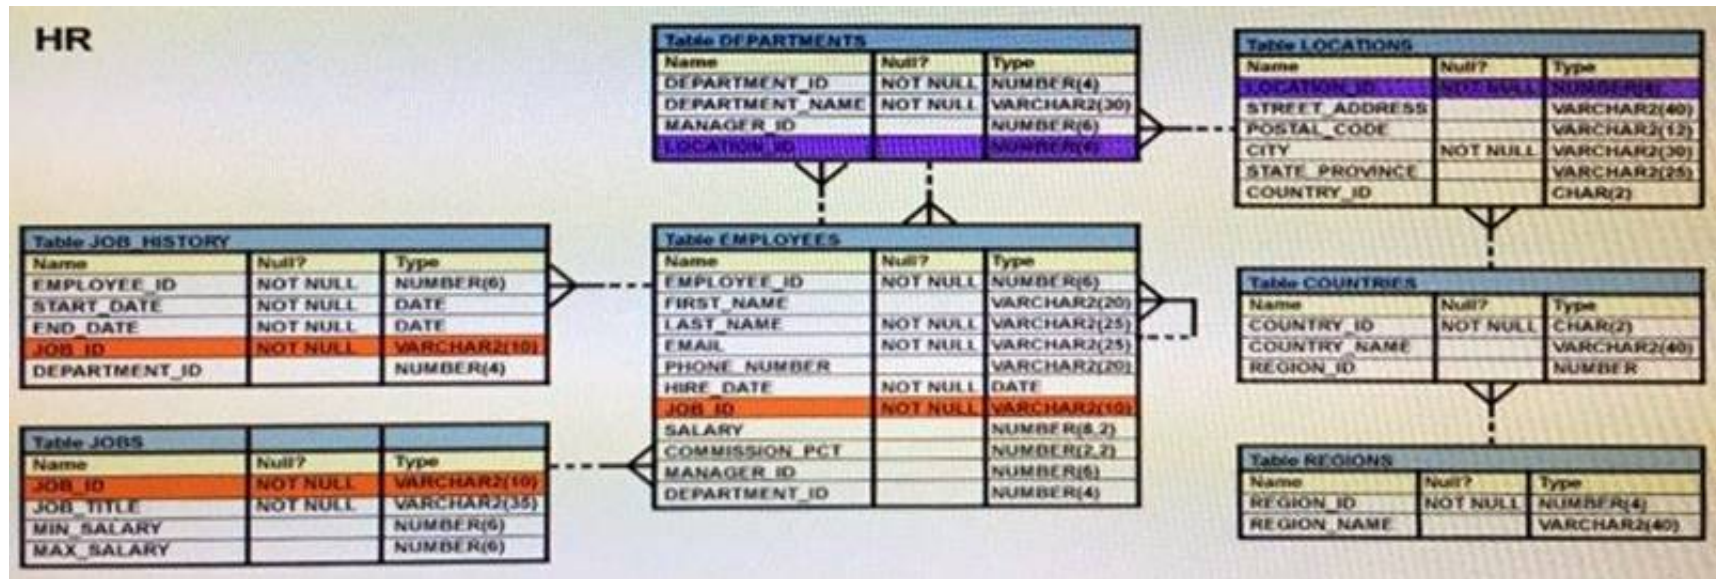 HR
Table DEPARTMENTS
Name Null? Type
DEPARTMENT_ID NOT NULL NUMBER(4)
DEPARTMENT_NAME NOT NULL VARCHAR2(30)
MANAGER_ID NUMBER(6)
LOCATION_ID NUMBER(4)
Table LOCATIONS
Name Null? Type
LOCATION_ID NOT NULL NUMBER(4)
STREET_ADDRESS VARCHAR2(40)
POSTAL_CODE VARCHAR2(12)
CITY NOT NULL VARCHAR2(30)
STATE_PROVINCE VARCHAR2(25)
COUNTRY_ID CHAR(2)
Table JOB_HISTORY
Name Null? Type
EMPLOYEE_ID NOT NULL NUMBER(6)
START_DATE NOT NULL DATE
END_DATE NOT NULL DATE
JOB_ID NOT NULL VARCHAR2(10)
DEPARTMENT_ID NUMBER(4)
Table EMPLOYEES
Name Null? Type
EMPLOYEE_ID NOT NULL NUMBER(6)
FIRST_NAME VARCHAR2(20)
LAST_NAME NOT NULL VARCHAR2(25)
EMAIL NOT NULL VARCHAR2(25)
PHONE_NUMBER VARCHAR2(20)
HIRE_DATE NOT NULL DATE
JOB_ID NOT NULL VARCHAR2(10)
SALARY NUMBER(8,2)
COMMISSION_PCT NUMBER(2,2)
MANAGER_ID NUMBER(6)
DEPARTMENT_ID NUMBER(4)
Table COUNTRIES
Name Null? Type
COUNTRY_ID NOT NULL CHAR(2)
COUNTRY_NAME VARCHAR2(40)
REGION_ID NUMBER
Table JOBS
Name Null? Type
JOB_ID NOT NULL VARCHAR2(10)
JOB_TITLE NOT NULL VARCHAR2(35)
MIN_SALARY NUMBER(6)
MAX_SALARY NUMBER(6)
Table REGIONS
Name Null? Type
REGION_ID NOT NULL NUMBER(4)
REGION_NAME VARCHAR2(40)